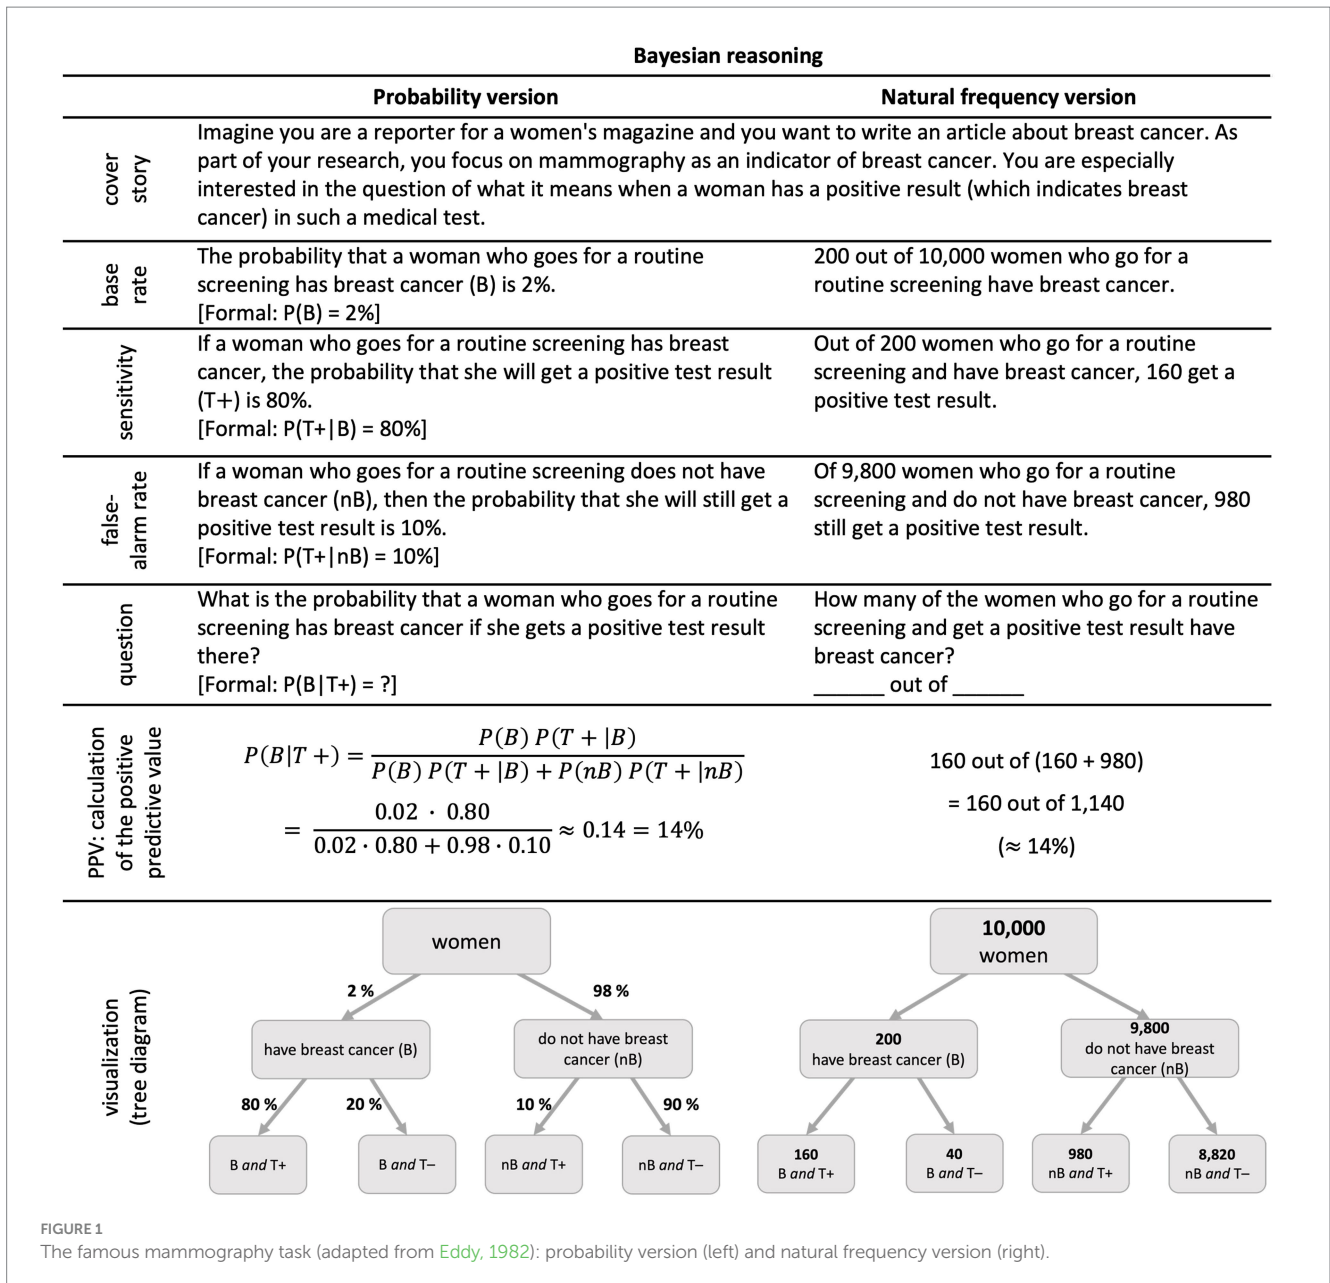 Bayesian reasoning
Probability version
Natural frequency version
cover
story
Imagine you are a reporter for a women's magazine and you want to write an article about breast cancer. As
part of your research, you focus on mammography as an indicator of breast cancer. You are especially
interested in the question of what it means when a woman has a positive result (which indicates breast
cancer) in such a medical test.
base
rate
The probability that a woman who goes for a routine
screening has breast cancer (B) is 2%.
[Formal: P(B) = 2%]
200 out of 10,000 women who go for a
routine screening have breast cancer.
sensitivity
If a woman who goes for a routine screening has breast
cancer, the probability that she will get a positive test result
(T+) is 80%.
[Formal: P(T+|B) = 80%]
Out of 200 women who go for a routine
screening and have breast cancer, 160 get a
positive test result.
false-
alarm rate
If a woman who goes for a routine screening does not have
breast cancer (nB), then the probability that she will still get a
positive test result is 10%.
[Formal: P(T+|nB) = 10%]
Of 9,800 women who go for a routine
screening and do not have breast cancer, 980
still get a positive test result.
question
What is the probability that a woman who goes for a routine
screening has breast cancer if she gets a positive test result
there?
[Formal: P(B|T+) = ?]
How many of the women who go for a routine
screening and get a positive test result have
breast cancer?
______ out of ______
PPV: calculation
of the positive
predictive value
P(B|T +) = P(B) P(T + |B) / P(B) P(T + |B) + P(nB) P(T + |nB)
= 0.02 · 0.80 / 0.02 · 0.80 + 0.98 · 0.10 ≈ 0.14 = 14%
160 out of (160 + 980)
= 160 out of 1,140
(≈ 14%)
visualization
(tree diagram)
women
2 %
98 %
have breast cancer (B)
do not have breast
cancer (nB)
80 %
20 %
10 %
90 %
B and T+
B and T–
nB and T+
nB and T–
10,000
women
200
have breast cancer (B)
9,800
do not have breast
cancer (nB)
160
B and T+
40
B and T–
980
nB and T+
8,820
nB and T–
FIGURE 1
The famous mammography task (adapted from Eddy, 1982): probability version (left) and natural frequency version (right).